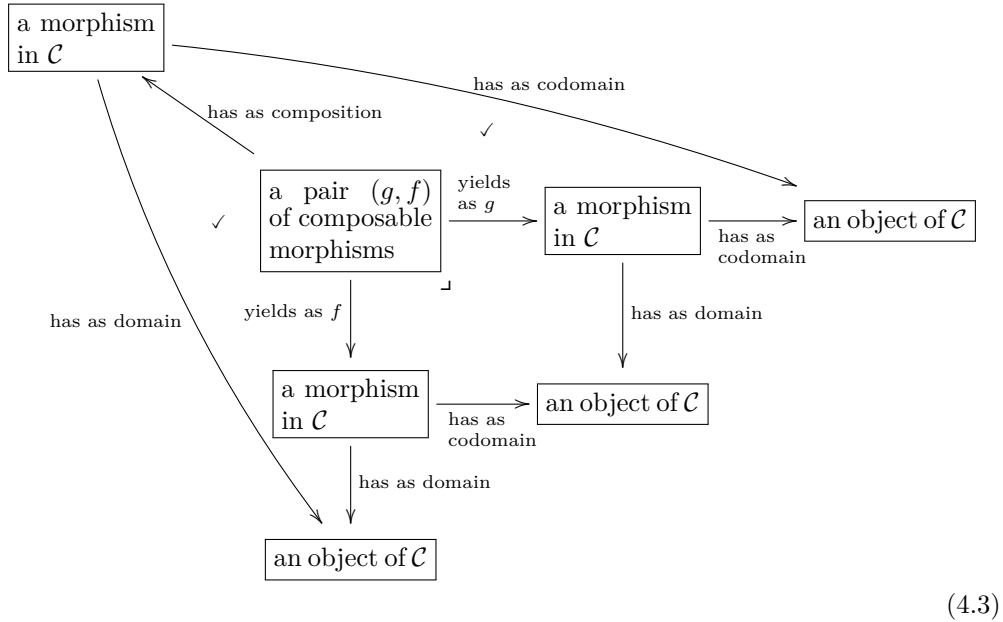 a morphism
in 𝒞
has as codomain
has as composition
✓
a pair (g, f)
of composable
morphisms
yields
as g
a morphism
in 𝒞
has as
codomain
an object of 𝒞
✓
⌟
yields as f
has as domain
has as domain
a morphism
in 𝒞
has as
codomain
an object of 𝒞
has as domain
an object of 𝒞
(4.3)